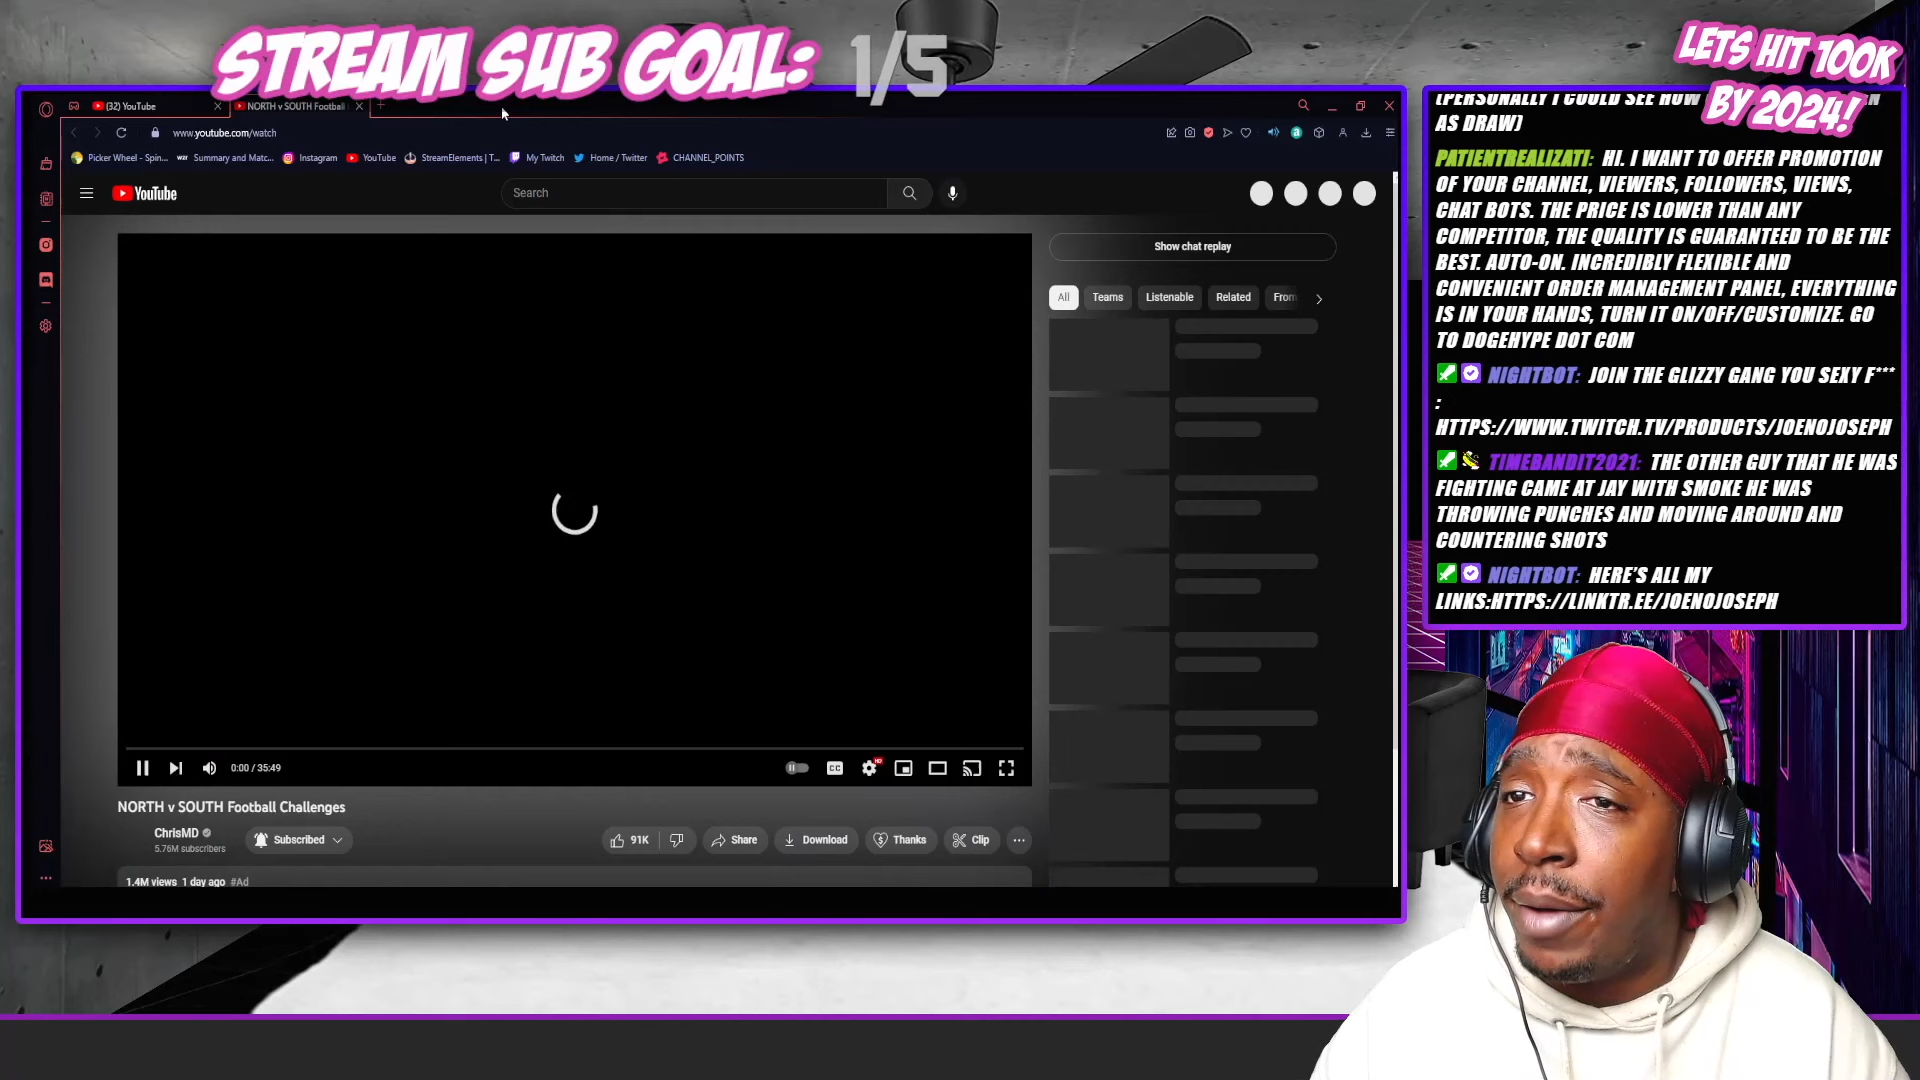 STREAM SUB GOAL: 1/5
LETS HIT 100K
BY 2024!
(32) YouTube
NORTH v SOUTH Football
www.youtube.com/watch
Picker Wheel - Spin...
Summary and Matc...
Instagram
YouTube
StreamElements | T...
My Twitch
Home / Twitter
CHANNEL_POINTS
YouTube
Search
Show chat replay
All
Teams
Listenable
Related
From
0:00 / 35:49
CC
HD
NORTH v SOUTH Football Challenges
ChrisMD
5.76M subscribers
Subscribed
91K
Share
Download
Thanks
Clip
1.4M views 1 day ago #Ad
(PERSONALLY I COULD SEE HOW
AS DRAW)
PATIENTREALIZATI: HI. I WANT TO OFFER PROMOTION
OF YOUR CHANNEL, VIEWERS, FOLLOWERS, VIEWS,
CHAT BOTS. THE PRICE IS LOWER THAN ANY
COMPETITOR, THE QUALITY IS GUARANTEED TO BE THE
BEST. AUTO-ON. INCREDIBLY FLEXIBLE AND
CONVENIENT ORDER MANAGEMENT PANEL, EVERYTHING
IS IN YOUR HANDS, TURN IT ON/OFF/CUSTOMIZE. GO
TO DOGEHYPE DOT COM
NIGHTBOT: JOIN THE GLIZZY GANG YOU SEXY F***
:
HTTPS://WWW.TWITCH.TV/PRODUCTS/JOENOJOSEPH
TIMEBANDIT2021: THE OTHER GUY THAT HE WAS
FIGHTING CAME AT JAY WITH SMOKE HE WAS
THROWING PUNCHES AND MOVING AROUND AND
COUNTERING SHOTS
NIGHTBOT: HERE'S ALL MY
LINKS:HTTPS://LINKTR.EE/JOENOJOSEPH